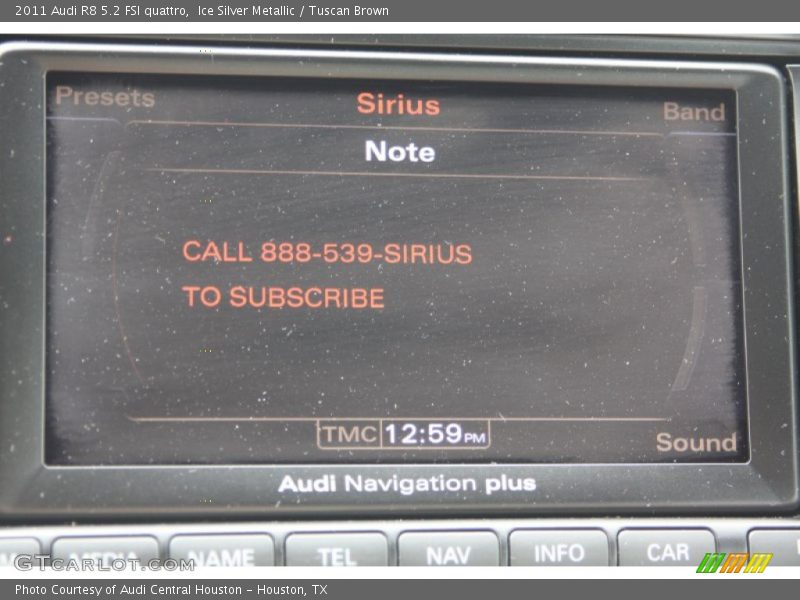 2011 Audi R8 5.2 FSI quattro,  Ice Silver Metallic / Tuscan Brown
Presets Sirius Band
Note
CALL 888-539-SIRIUS
TO SUBSCRIBE
TMC 12:59 PM
Sound
Audi Navigation plus
MEDIA NAME TEL NAV INFO CAR
GTCARLOT.COM
Photo Courtesy of Audi Central Houston - Houston, TX